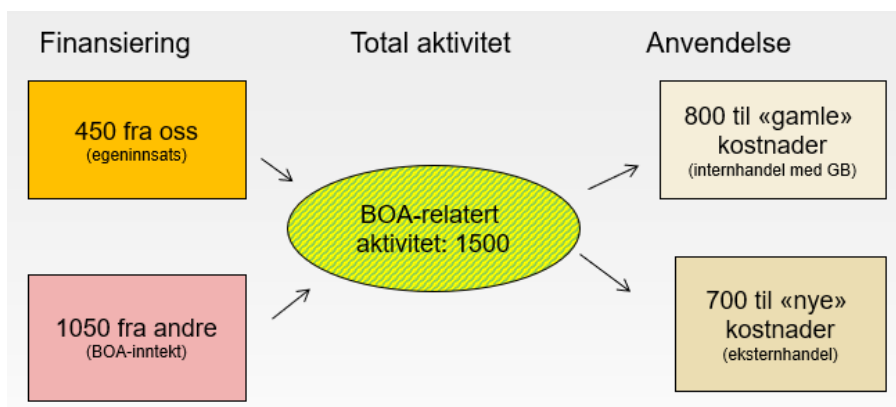 Finansiering
Total aktivitet
Anvendelse
450 fra oss
(egeninnsats)
1050 fra andre
(BOA-inntekt)
BOA-relatert
aktivitet: 1500
800 til «gamle»
kostnader
(internhandel med GB)
700 til «nye»
kostnader
(eksternhandel)